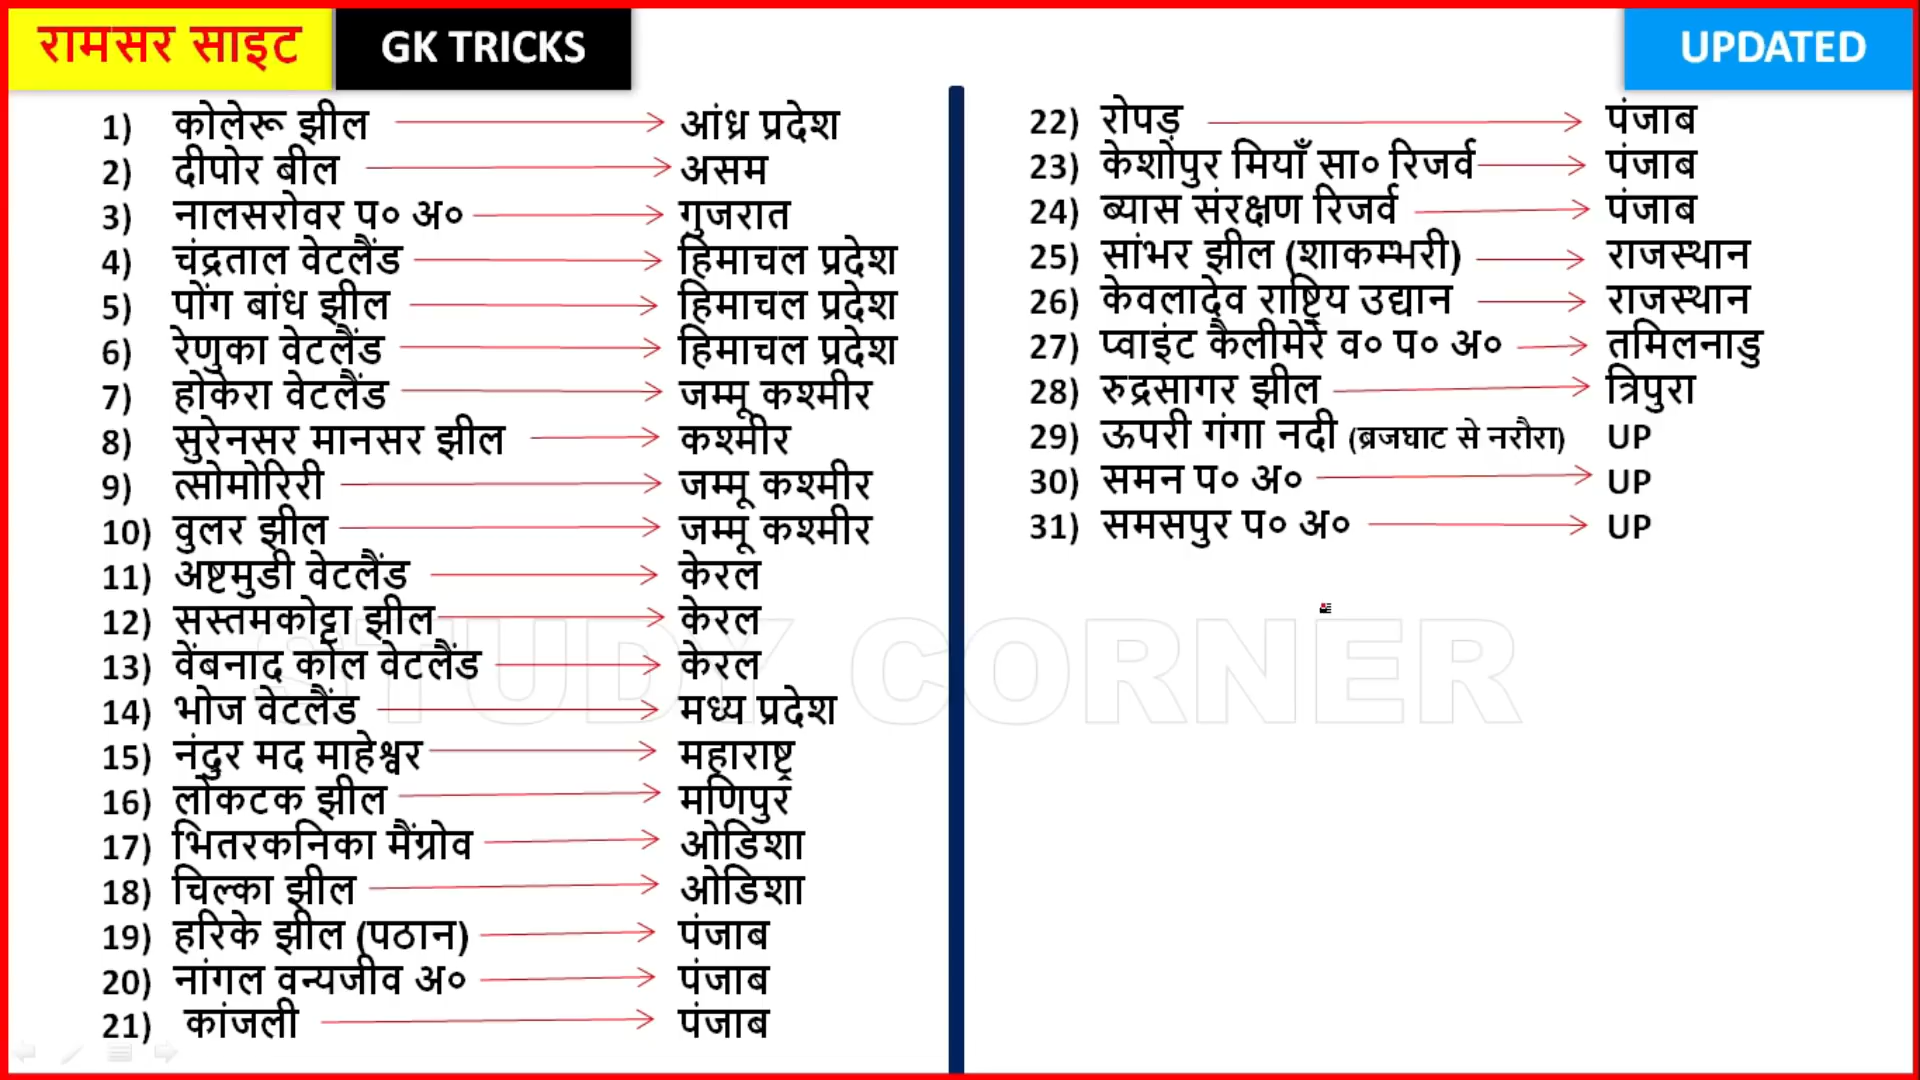 रामसर साइट
GK TRICKS
UPDATED
1) कोलेरू झील आंध्र प्रदेश
2) दीपोर बील असम
3) नालसरोवर प० अ० गुजरात
4) चंद्रताल वेटलैंड हिमाचल प्रदेश
5) पोंग बांध झील हिमाचल प्रदेश
6) रेणुका वेटलैंड हिमाचल प्रदेश
7) होकेरा वेटलैंड जम्मू कश्मीर
8) सुरेनसर मानसर झील कश्मीर
9) त्सोमोरिरी जम्मू कश्मीर
10) वुलर झील जम्मू कश्मीर
11) अष्टमुडी वेटलैंड केरल
12) सस्तमकोट्टा झील केरल
13) वेंबनाद कोल वेटलैंड केरल
14) भोज वेटलैंड मध्य प्रदेश
15) नंदुर मद माहेश्वर महाराष्ट्र
16) लोकटक झील मणिपुर
17) भितरकनिका मैंग्रोव ओडिशा
18) चिल्का झील ओडिशा
19) हरिके झील (पठान) पंजाब
20) नांगल वन्यजीव अ० पंजाब
21) कांजली पंजाब
22) रोपड़ पंजाब
23) केशोपुर मियाँ सा० रिजर्व पंजाब
24) ब्यास संरक्षण रिजर्व पंजाब
25) सांभर झील (शाकम्भरी) राजस्थान
26) केवलादेव राष्ट्रिय उद्यान राजस्थान
27) प्वाइंट कैलीमेरे व० प० अ० तमिलनाडु
28) रुद्रसागर झील त्रिपुरा
29) ऊपरी गंगा नदी (ब्रजघाट से नरौरा) UP
30) समन प० अ० UP
31) समसपुर प० अ० UP
STUDY CORNER